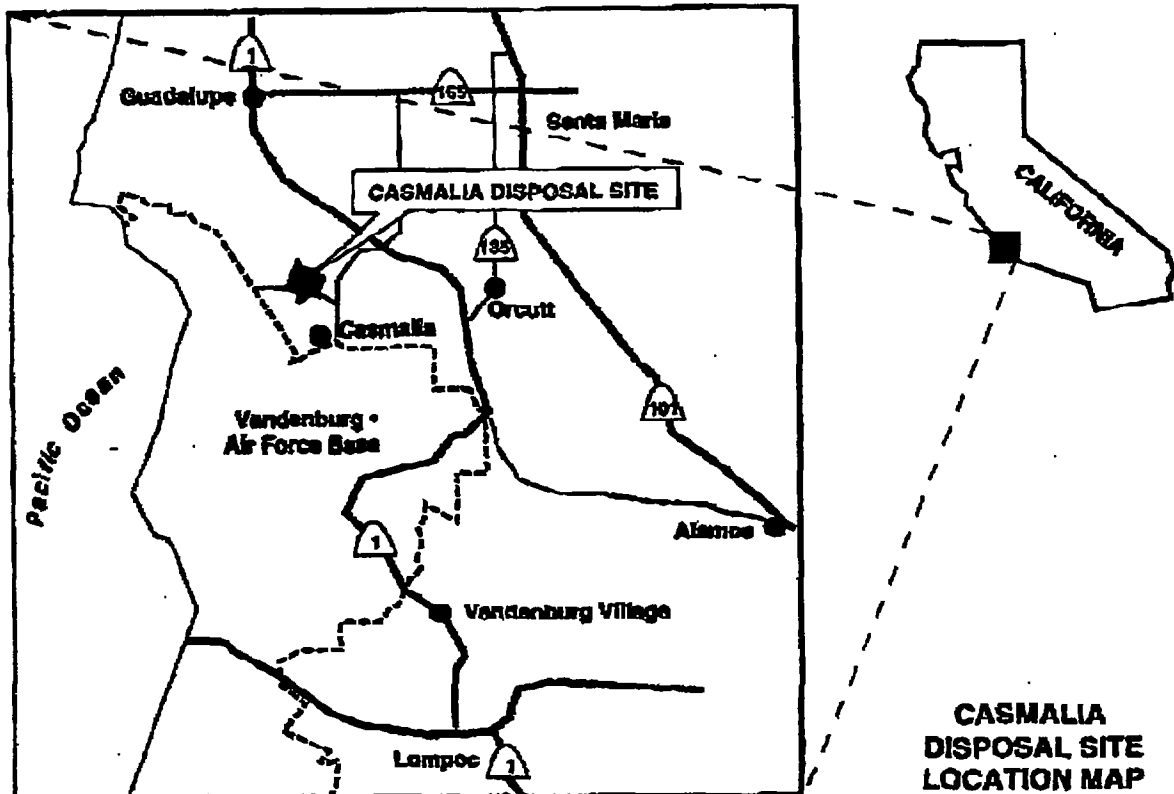 1
Guadalupe
165
Santa Maria
CASMALIA DISPOSAL SITE
CALIFORNIA
135
Orcutt
Casmalia
101
Pacific Ocean
Vandenburg
Air Force Base
1
Alamos
Vandenburg Village
Lompoc
1
CASMALIA
DISPOSAL SITE
LOCATION MAP